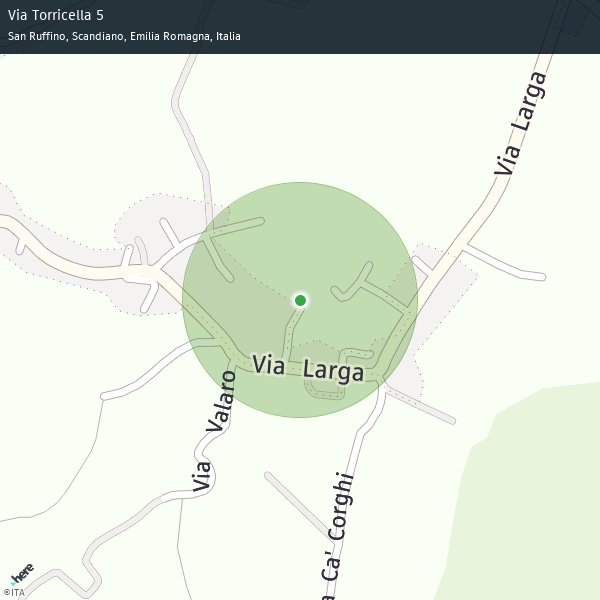 Via Torricella 5
San Ruffino, Scandiano, Emilia Romagna, Italia
Via Larga
Via Larga
Via Valaro
Ca' Corghi
here
©ITA